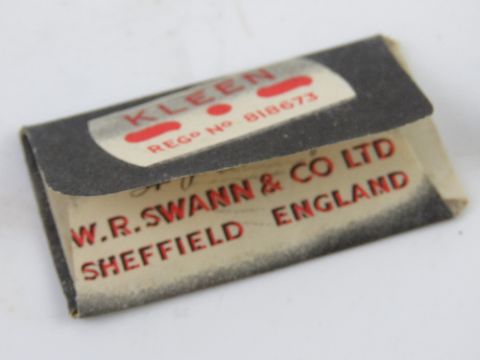 KLEEN
REGD NO 818673
W.R. SWANN & CO LTD
SHEFFIELD ENGLAND